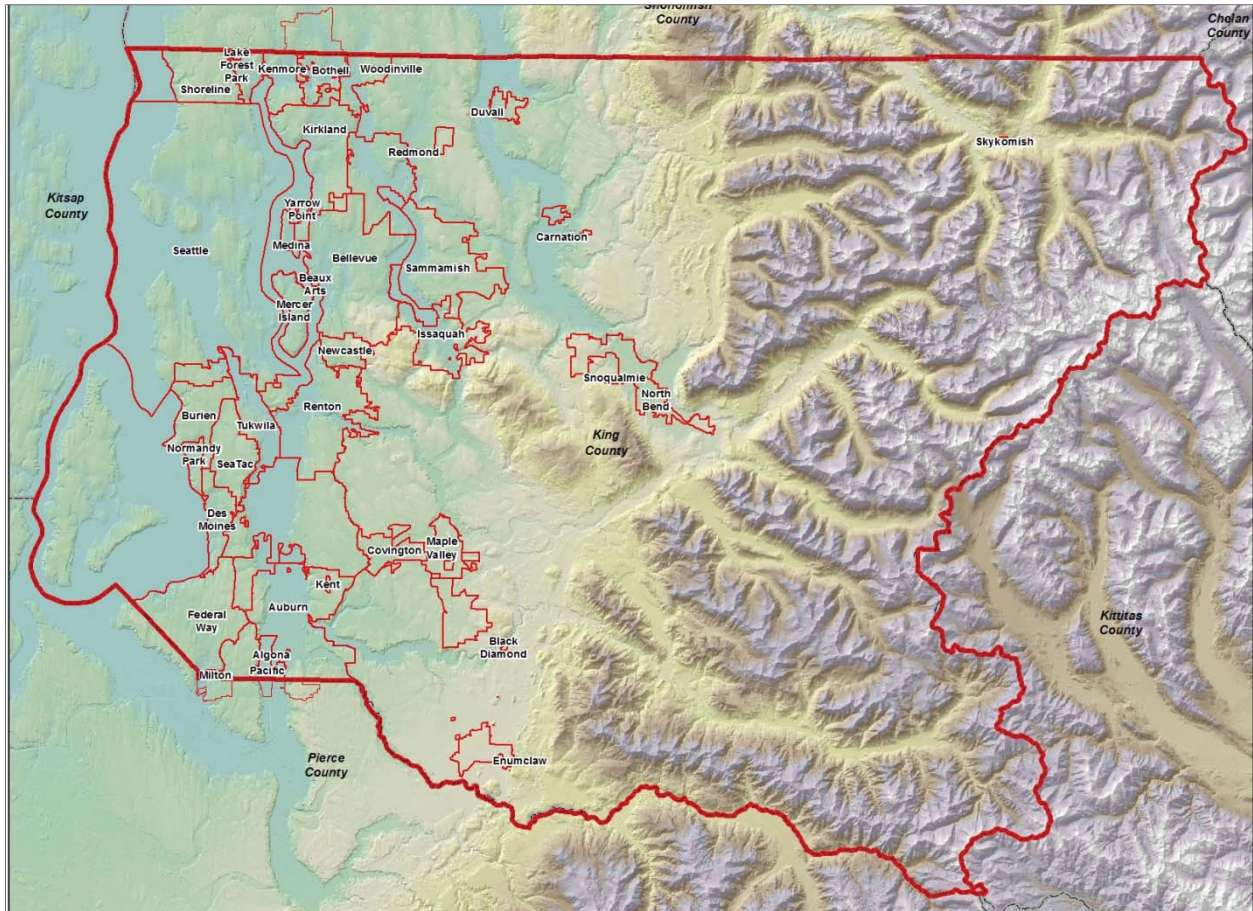 Snohomish
County
Chelan
County
Lake
Forest
Park
Kenmore
Bothell
Woodinville
Shoreline
Duvall
Kirkland
Redmond
Skykomish
Kitsap
County
Yarrow
Point
Carnation
Seattle
Medina
Bellevue
Sammamish
Beaux
Arts
Mercer
Island
Issaquah
Newcastle
Snoqualmie
North
Bend
Renton
Burien
Tukwila
King
County
Normandy
Park
SeaTac
Des
Moines
Covington
Maple
Valley
Kent
Auburn
Federal
Way
Kittitas
County
Black
Diamond
Algona
Pacific
Milton
Pierce
County
Enumclaw